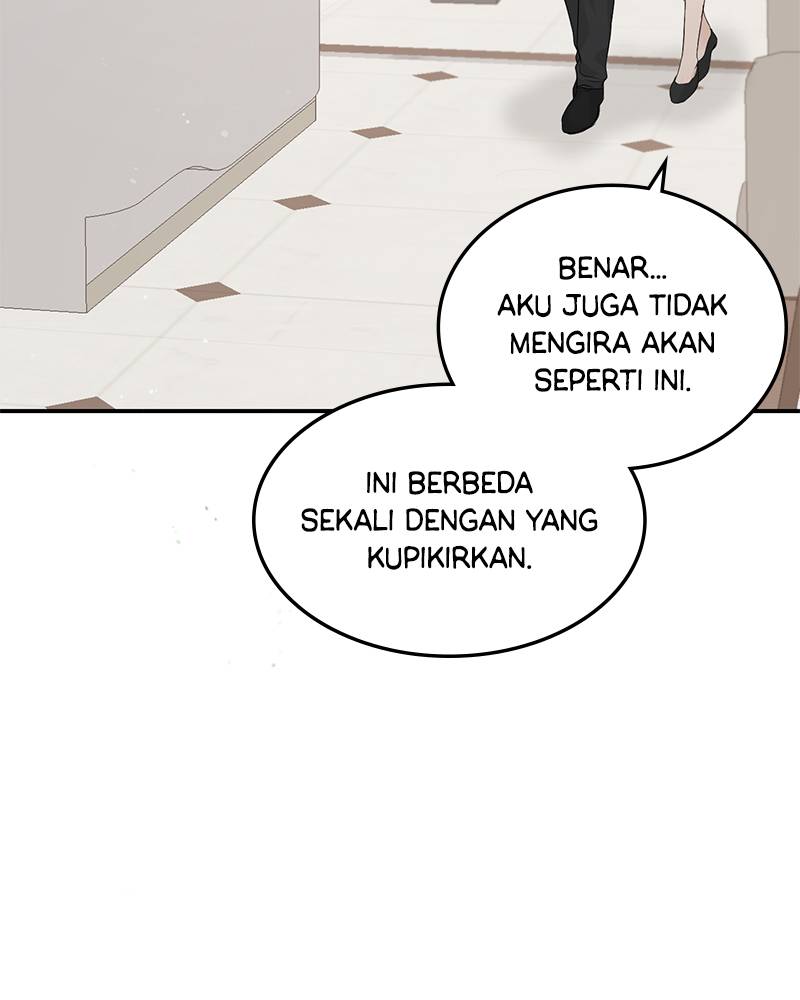 BENAR...
AKU JUGA TIDAK
MENGIRA AKAN
SEPERTI INI.
INI BERBEDA
SEKALI DENGAN YANG
KUPIKIRKAN.